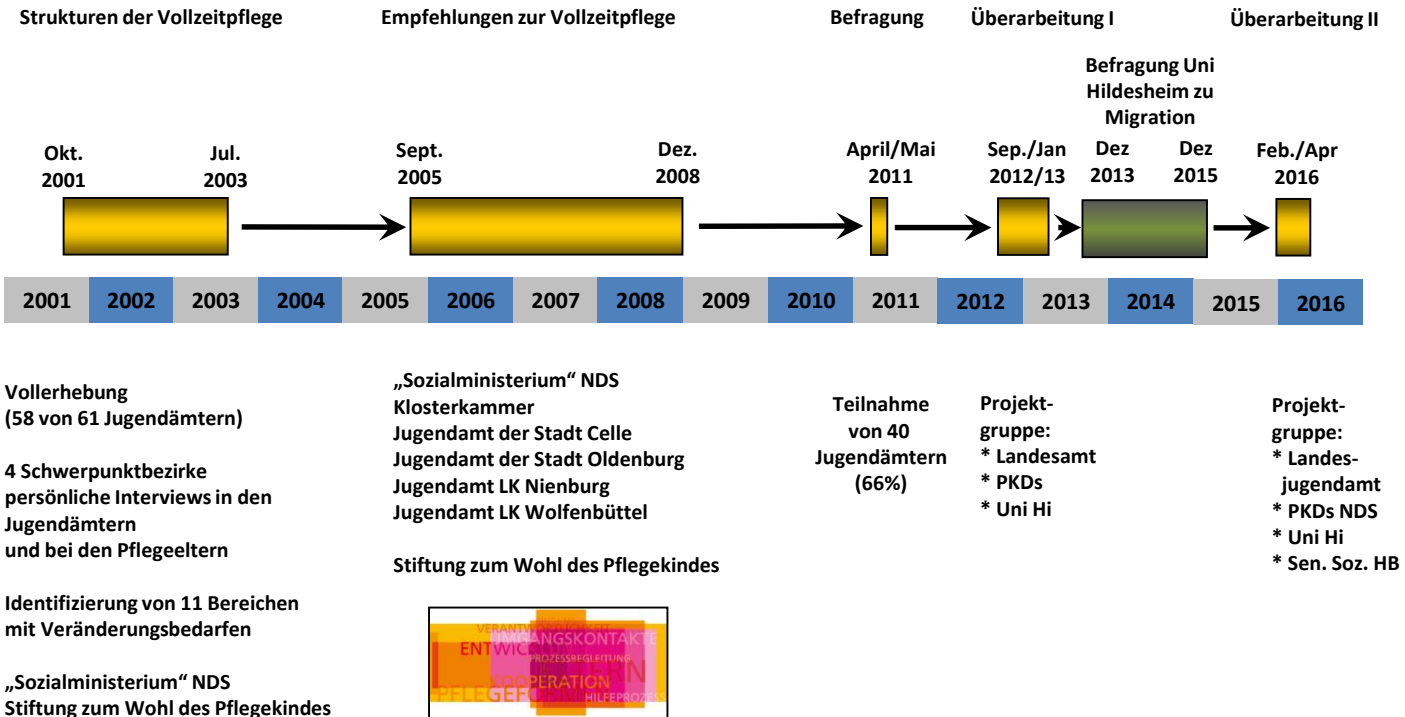 Strukturen der Vollzeitpflege
Empfehlungen zur Vollzeitpflege
Befragung
Überarbeitung I
Überarbeitung II
Befragung Uni
Hildesheim zu
Migration
Okt.
2001
Jul.
2003
Sept.
2005
Dez.
2008
April/Mai
2011
Sep./Jan
2012/13
Dez
2013
Dez
2015
Feb./Apr
2016
2001 2002 2003 2004 2005 2006 2007 2008 2009 2010 2011 2012 2013 2014 2015 2016
Vollerhebung
(58 von 61 Jugendämtern)
4 Schwerpunktbezirke
persönliche Interviews in den
Jugendämtern
und bei den Pflegeeltern
Identifizierung von 11 Bereichen
mit Veränderungsbedarfen
„Sozialministerium“ NDS
Stiftung zum Wohl des Pflegekindes
„Sozialministerium“ NDS
Klosterkammer
Jugendamt der Stadt Celle
Jugendamt der Stadt Oldenburg
Jugendamt LK Nienburg
Jugendamt LK Wolfenbüttel
Stiftung zum Wohl des Pflegekindes
UMGANGSKONTAKTE
PROZESSBEGLEITUNG
KOOPERATION
HILFEPROZESS
Teilnahme
von 40
Jugendämtern
(66%)
Projekt-
gruppe:
* Landesamt
* PKDs
* Uni Hi
Projekt-
gruppe:
* Landes-
jugendamt
* PKDs NDS
* Uni Hi
* Sen. Soz. HB